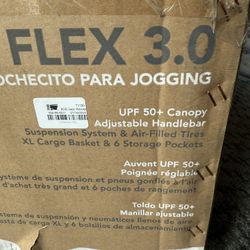 FLEX 3.0
OCHECITO PARA JOGGING
UPF 50+ Canopy
Adjustable Handlebar
Suspension System & Air-Filled Tires
XL Cargo Basket & 6 Storage Pockets
Auvent UPF 50+
Poignée réglable
système de suspension et pneus gonflés à l'air
d'achat très grand et 6 poches de rangement
Toldo UPF 50+
Manillar ajustable
de suspensión y neumáticos llenos de aire
sta de carga XL y 6 bolsillos de almacenamiento